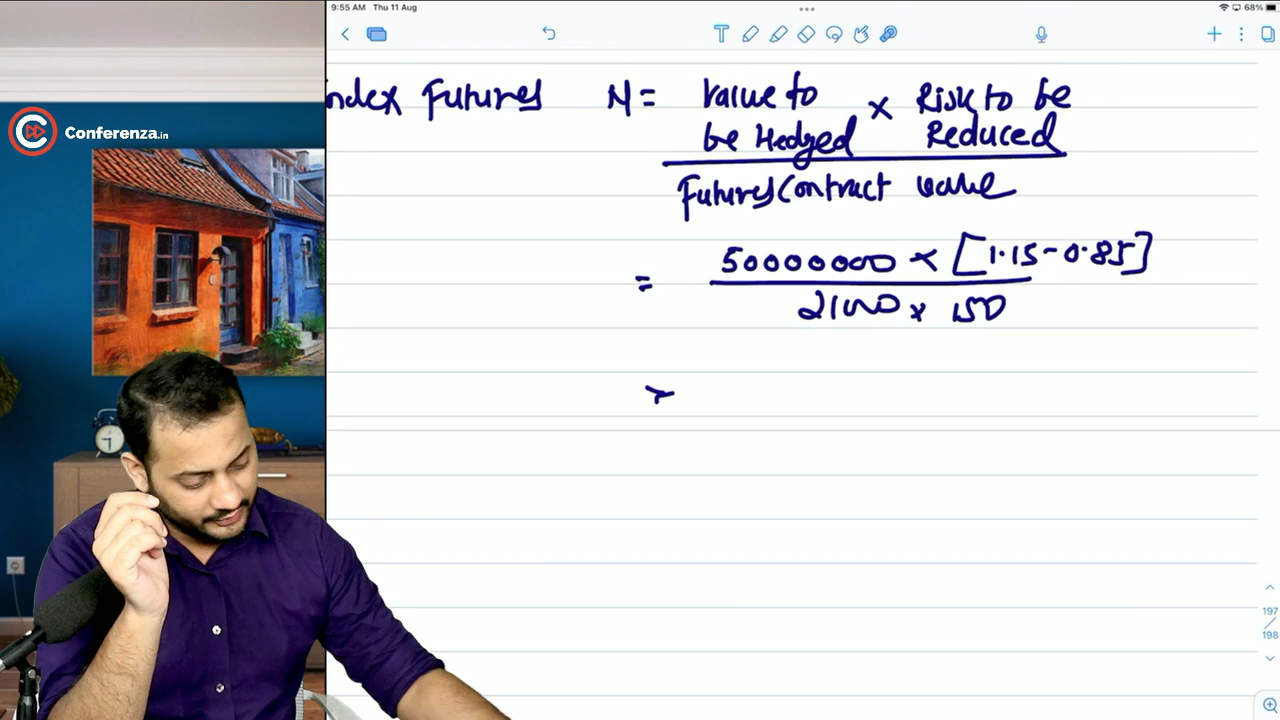 9:55 AM Thu 11 Aug
68%
Conferenza.in
index Futures N = Value to be Hedged × Risk to be Reduced
Futures Contract value
= 50000000 × [1.15-0.85]
2100 × 150
197
198